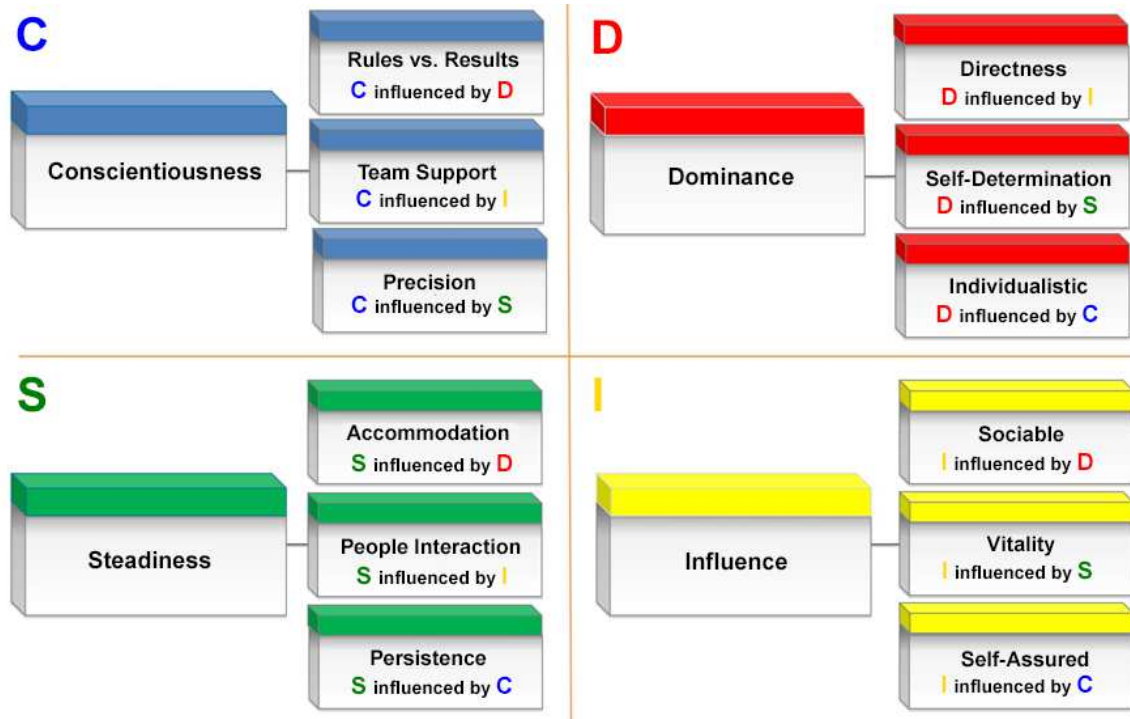 C
Conscientiousness
Rules vs. Results
C influenced by D
Team Support
C influenced by I
Precision
C influenced by S
D
Dominance
Directness
D influenced by I
Self-Determination
D influenced by S
Individualistic
D influenced by C
S
Steadiness
Accommodation
S influenced by D
People Interaction
S influenced by I
Persistence
S influenced by C
I
Influence
Sociable
I influenced by D
Vitality
I influenced by S
Self-Assured
I influenced by C